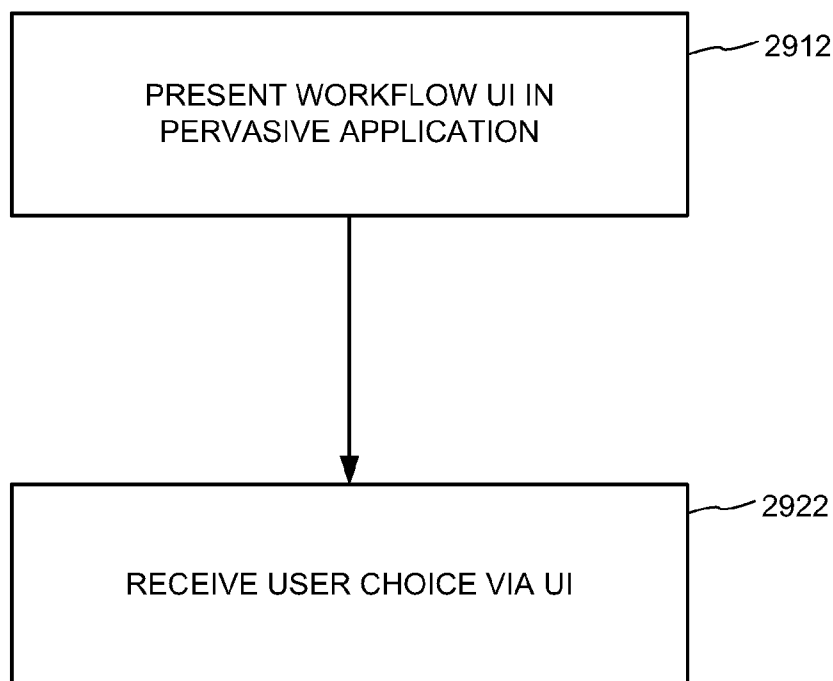 2912
PRESENT WORKFLOW UI IN
PERVASIVE APPLICATION
2922
RECEIVE USER CHOICE VIA UI